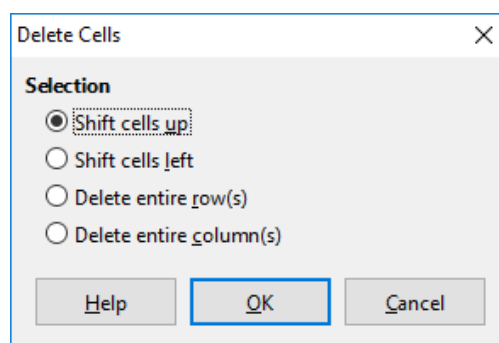 Delete Cells
Selection
Shift cells up
Shift cells left
Delete entire row(s)
Delete entire column(s)
Help OK Cancel